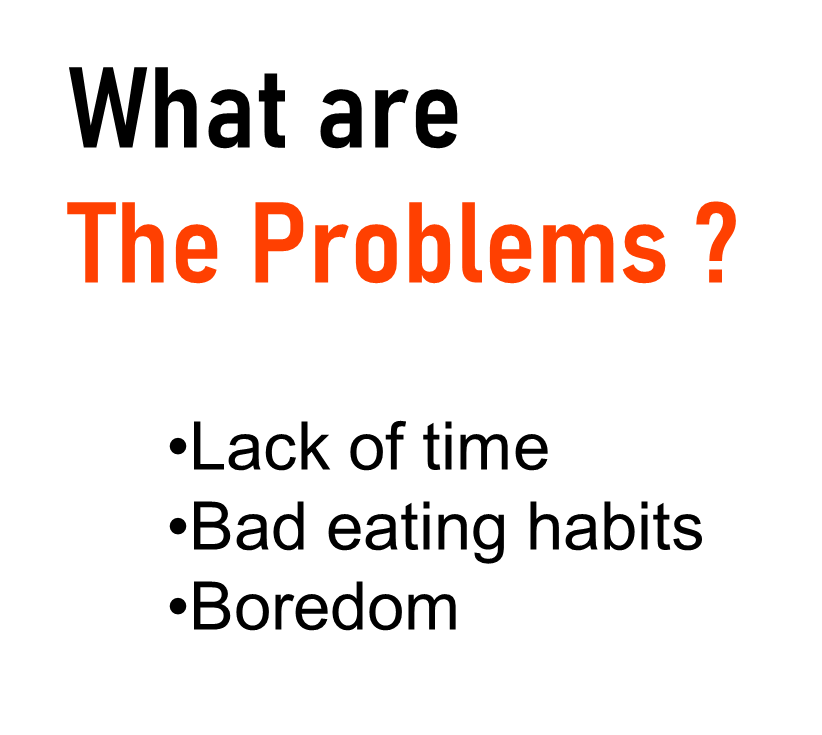 What are
The Problems ?
•Lack of time
•Bad eating habits
•Boredom